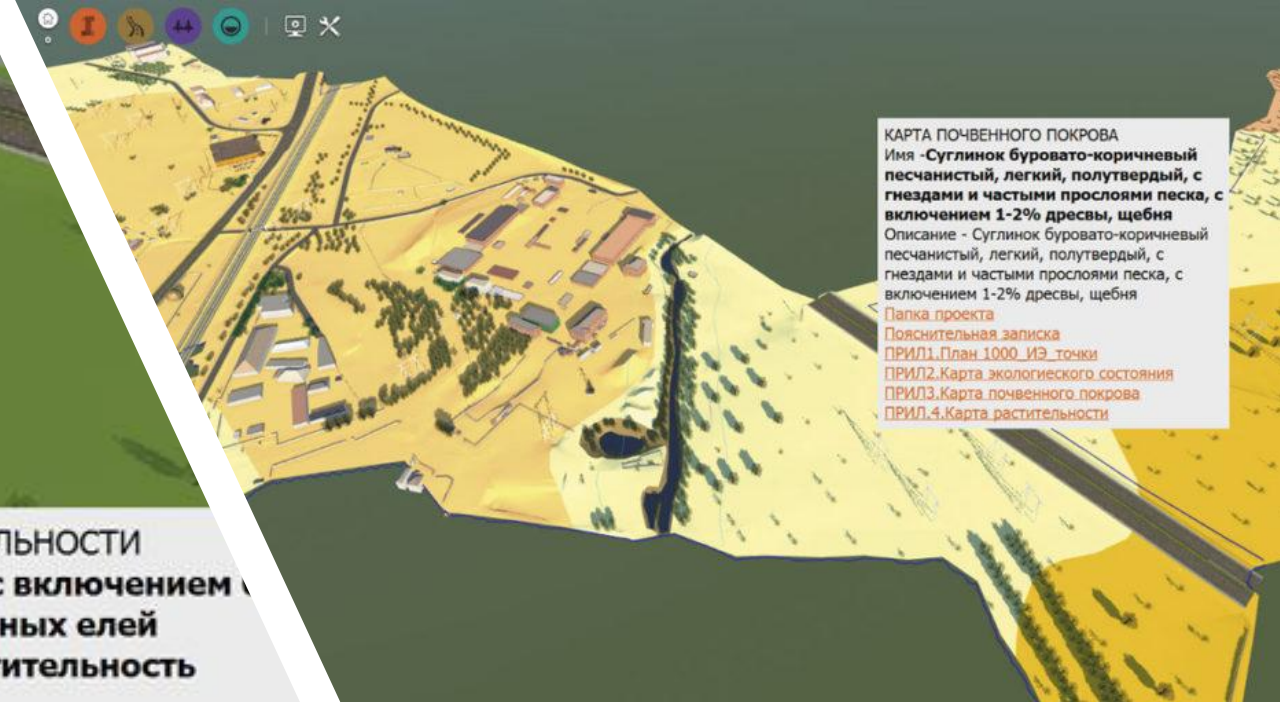 КАРТА ПОЧВЕННОГО ПОКРОВА
Имя -Суглинок буровато-коричневый
песчанистый, легкий, полутвердый, с
гнездами и частыми прослоями песка, с
включением 1-2% дресвы, щебня
Описание - Суглинок буровато-коричневый
песчанистый, легкий, полутвердый, с
гнездами и частыми прослоями песка, с
включением 1-2% дресвы, щебня
Папка проекта
Пояснительная записка
ПРИЛ1.План 1000_ИЭ_точки
ПРИЛ2.Карта экологиеского состояния
ПРИЛ3.Карта почвенного покрова
ПРИЛ.4.Карта растительности
ЛЬНОСТИ
с включением
ных елей
тительность